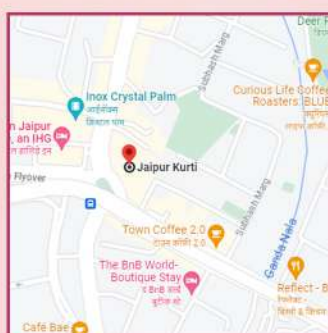 Deer P
Subhash Marg
Curious Life Coffee
Roasters: BLUE
Inox Crystal Palm
आईनॉक्स
क्रिस्टल पाम
n Jaipur
, an IHG
Jaipur Kurti
Flyover
Subhash Marg
Ganda Nala
Town Coffee 2.0
टाउन कॉफी 2.0
The BnB World-
Boutique Stay
Reflect - B
Café Bae